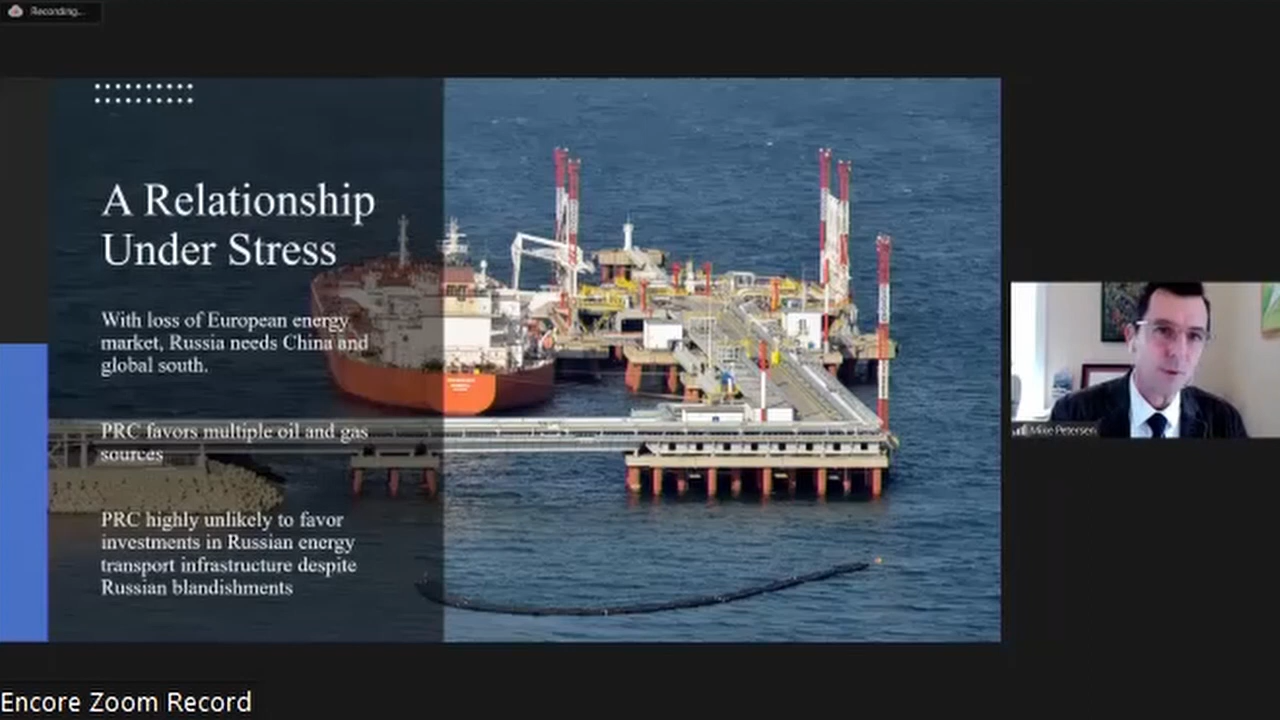 Recording...
A Relationship
Under Stress
With loss of European energy
market, Russia needs China and
global south.
PRC favors multiple oil and gas
sources
PRC highly unlikely to favor
investments in Russian energy
transport infrastructure despite
Russian blandishments
Mike Petersen
Encore Zoom Record